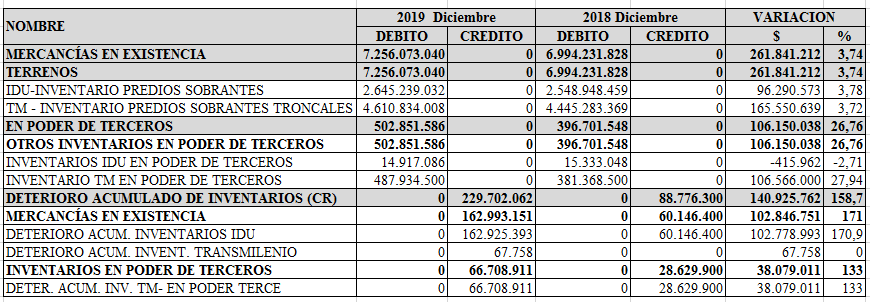 NOMBRE 2019 Diciembre 2018 Diciembre VARIACION
DEBITO CREDITO DEBITO CREDITO $ %
MERCANCÍAS EN EXISTENCIA 7.256.073.040 0 6.994.231.828 0 261.841.212 3,74
TERRENOS 7.256.073.040 0 6.994.231.828 0 261.841.212 3,74
IDU-INVENTARIO PREDIOS SOBRANTES 2.645.239.032 0 2.548.948.459 0 96.290.573 3,78
TM - INVENTARIO PREDIOS SOBRANTES TRONCALES 4.610.834.008 0 4.445.283.369 0 165.550.639 3,72
EN PODER DE TERCEROS 502.851.586 0 396.701.548 0 106.150.038 26,76
OTROS INVENTARIOS EN PODER DE TERCEROS 502.851.586 0 396.701.548 0 106.150.038 26,76
INVENTARIOS IDU EN PODER DE TERCEROS 14.917.086 0 15.333.048 0 -415.962 -2,71
INVENTARIO TM EN PODER DE TERCEROS 487.934.500 0 381.368.500 0 106.566.000 27,94
DETERIORO ACUMULADO DE INVENTARIOS (CR) 0 229.702.062 0 88.776.300 140.925.762 158,7
MERCANCÍAS EN EXISTENCIA 0 162.993.151 0 60.146.400 102.846.751 171
DETERIORO ACUM. INVENTARIOS IDU 0 162.925.393 0 60.146.400 102.778.993 170,9
DETERIORO ACUM. INVENT. TRANSMILENIO 0 67.758 0 0 67.758 0
INVENTARIOS EN PODER DE TERCEROS 0 66.708.911 0 28.629.900 38.079.011 133
DETER. ACUM. INV. TM- EN PODER TERCE 0 66.708.911 0 28.629.900 38.079.011 133